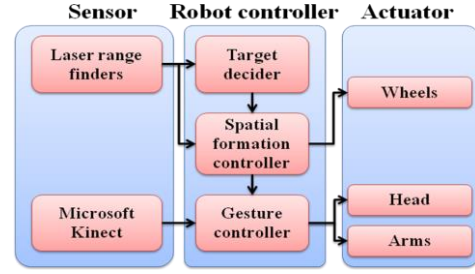 Sensor
Robot controller
Actuator
Laser range
finders
Target
decider
Wheels
Spatial
formation
controller
Microsoft
Kinect
Gesture
controller
Head
Arms